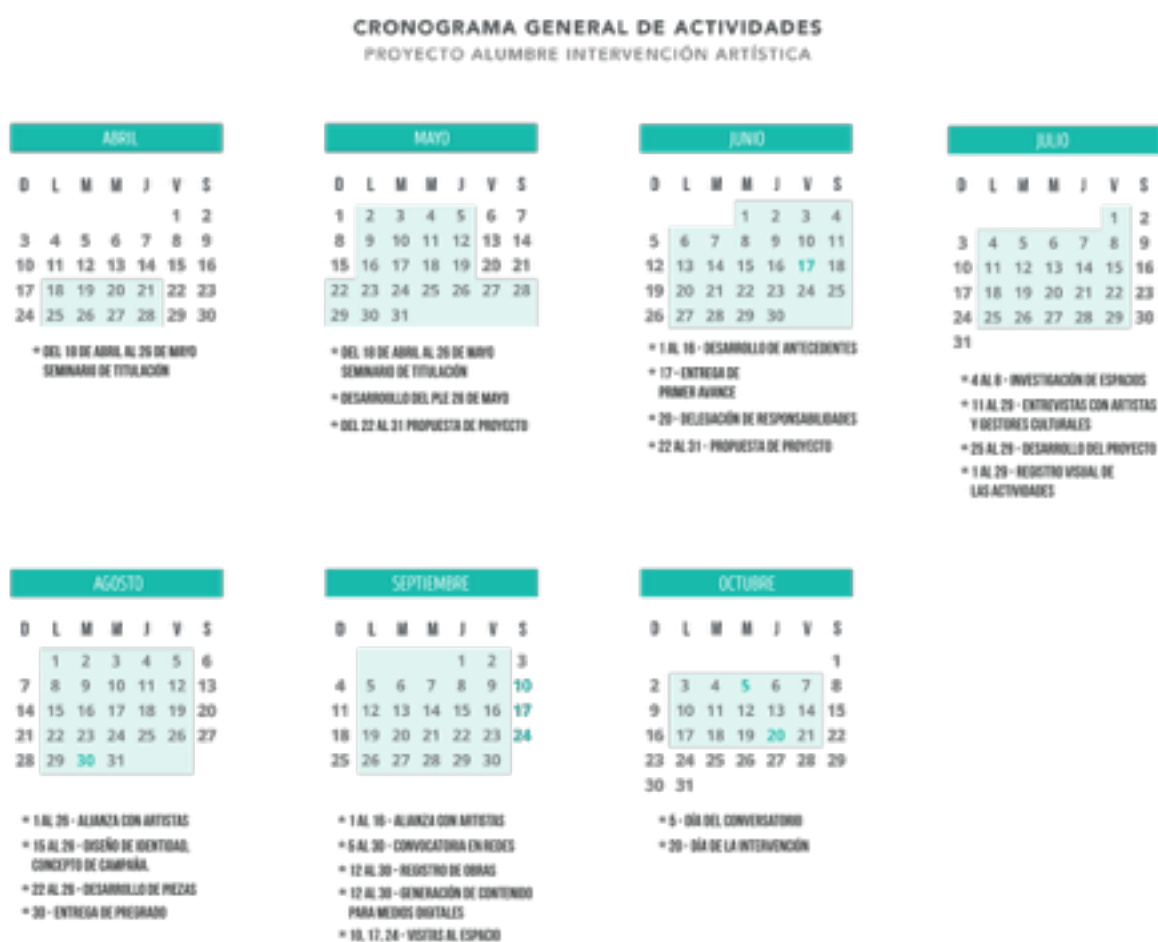 CRONOGRAMA GENERAL DE ACTIVIDADES
PROYECTO ALUMBRE INTERVENCIÓN ARTÍSTICA
ABRIL
D L M M J V S
1 2
3 4 5 6 7 8 9
10 11 12 13 14 15 16
17 18 19 20 21 22 23
24 25 26 27 28 29 30
* DEL 18 DE ABRIL AL 26 DE MAYO
SEMINARIO DE TITULACIÓN
MAYO
D L M M J V S
1 2 3 4 5 6 7
8 9 10 11 12 13 14
15 16 17 18 19 20 21
22 23 24 25 26 27 28
29 30 31
* DEL 18 DE ABRIL AL 26 DE MAYO
SEMINARIO DE TITULACIÓN
* DESARROLLO DEL PLE 26 DE MAYO
* DEL 22 AL 31 PROPUESTA DE PROYECTO
JUNIO
D L M M J V S
1 2 3 4
5 6 7 8 9 10 11
12 13 14 15 16 17 18
19 20 21 22 23 24 25
26 27 28 29 30
* 1 AL 16 - DESARROLLO DE ANTECEDENTES
* 17 - ENTREGA DE
PRIMER AVANCE
* 20 - DELEGACIÓN DE RESPONSABILIDADES
* 22 AL 31 - PROPUESTA DE PROYECTO
JULIO
D L M M J V S
1 2
3 4 5 6 7 8 9
10 11 12 13 14 15 16
17 18 19 20 21 22 23
24 25 26 27 28 29 30
31
* 4 AL 8 - INVESTIGACIÓN DE ESPACIOS
* 11 AL 29 - ENTREVISTAS CON ARTISTAS
Y GESTORES CULTURALES
* 25 AL 29 - DESARROLLO DEL PROYECTO
* 1 AL 29 - REGISTRO VISUAL DE
LAS ACTIVIDADES
AGOSTO
D L M M J V S
1 2 3 4 5 6
7 8 9 10 11 12 13
14 15 16 17 18 19 20
21 22 23 24 25 26 27
28 29 30 31
* 1 AL 26 - ALIANZA CON ARTISTAS
* 15 AL 26 - DISEÑO DE IDENTIDAD,
CONCEPTO DE CAMPAÑA.
* 22 AL 26 - DESARROLLO DE PIEZAS
* 30 - ENTREGA DE PREGRADO
SEPTIEMBRE
D L M M J V S
1 2 3
4 5 6 7 8 9 10
11 12 13 14 15 16 17
18 19 20 21 22 23 24
25 26 27 28 29 30
* 1 AL 16 - ALIANZA CON ARTISTAS
* 5 AL 30 - CONVOCATORIA EN REDES
* 12 AL 30 - REGISTRO DE OBRAS
* 12 AL 30 - GENERACIÓN DE CONTENIDO
PARA MEDIOS DIGITALES
* 10, 17, 24 - VISITAS AL ESPACIO
OCTUBRE
D L M M J V S
1
2 3 4 5 6 7 8
9 10 11 12 13 14 15
16 17 18 19 20 21 22
23 24 25 26 27 28 29
30 31
* 5 - DÍA DEL CONVERSATORIO
* 20 - DÍA DE LA INTERVENCIÓN